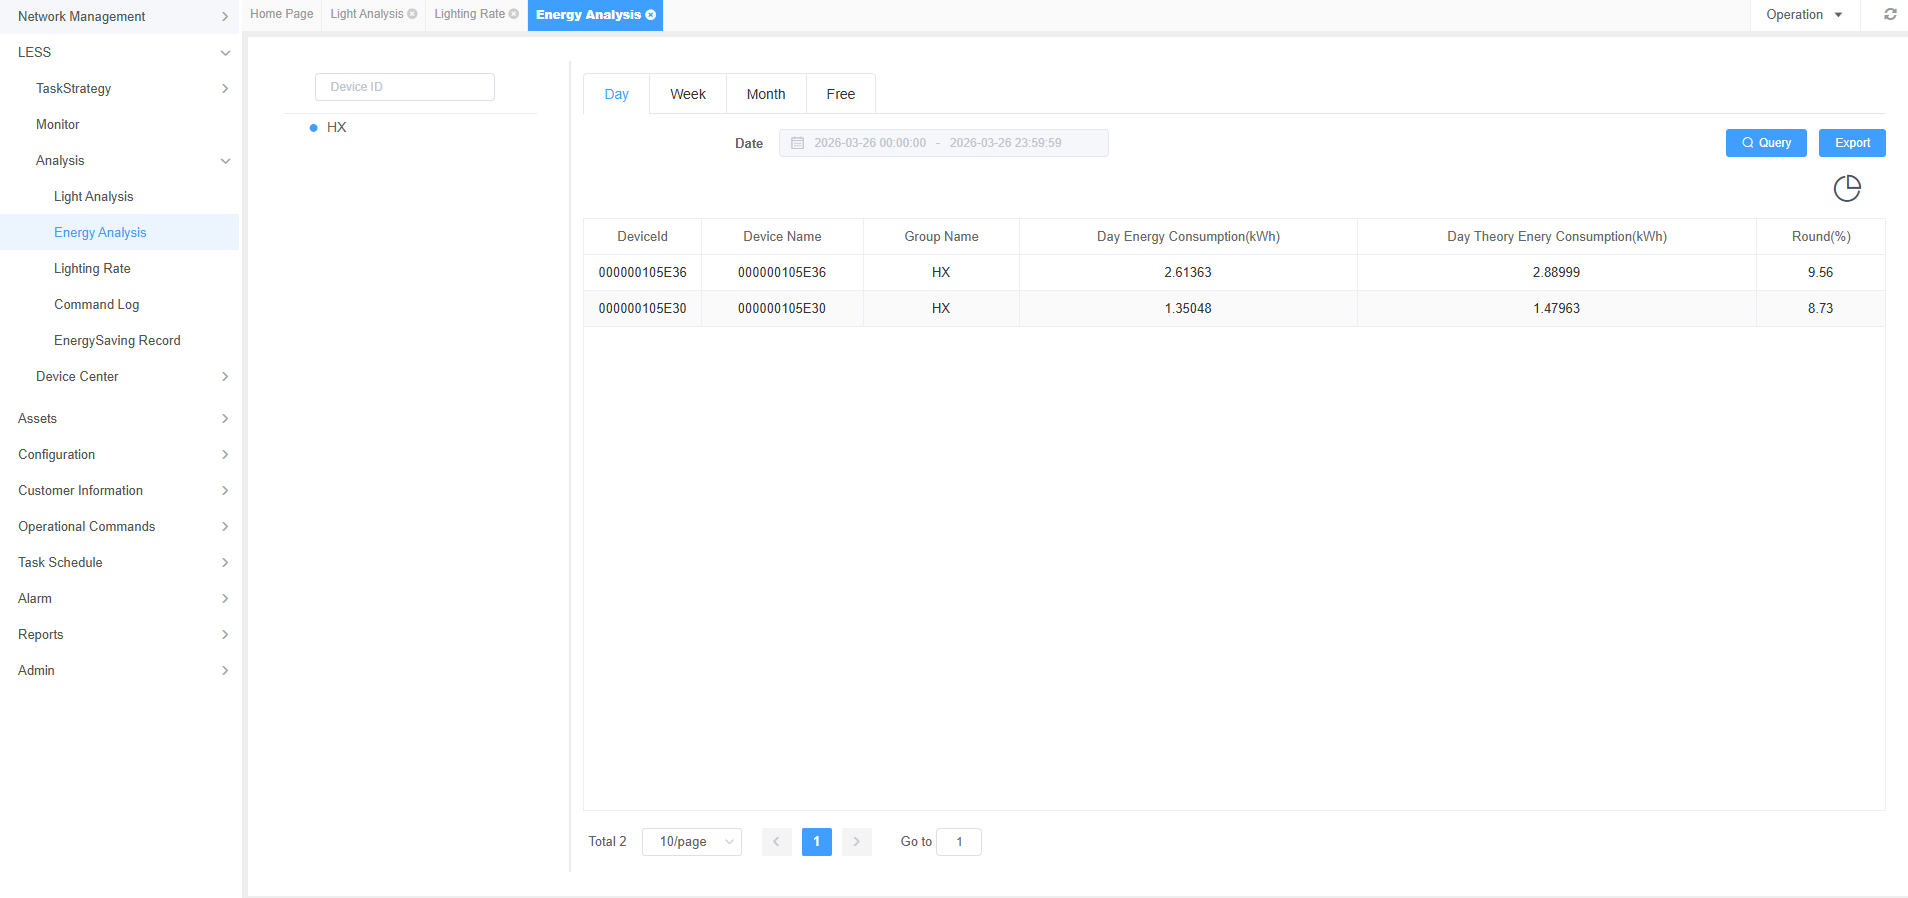 Network Management
LESS
TaskStrategy
Monitor
Analysis
Light Analysis
Energy Analysis
Lighting Rate
Command Log
EnergySaving Record
Device Center
Assets
Configuration
Customer Information
Operational Commands
Task Schedule
Alarm
Reports
Admin
Home Page Light Analysis Lighting Rate Energy Analysis Operation
Device ID
HX
Day Week Month Free
Date 2026-03-26 00:00:00 - 2026-03-26 23:59:59 Query Export
DeviceId Device Name Group Name Day Energy Consumption(kWh) Day Theory Enery Consumption(kWh) Round(%)
000000105E36 000000105E36 HX 2.61363 2.88999 9.56
000000105E30 000000105E30 HX 1.35048 1.47963 8.73
Total 2 10/page 1 Go to 1